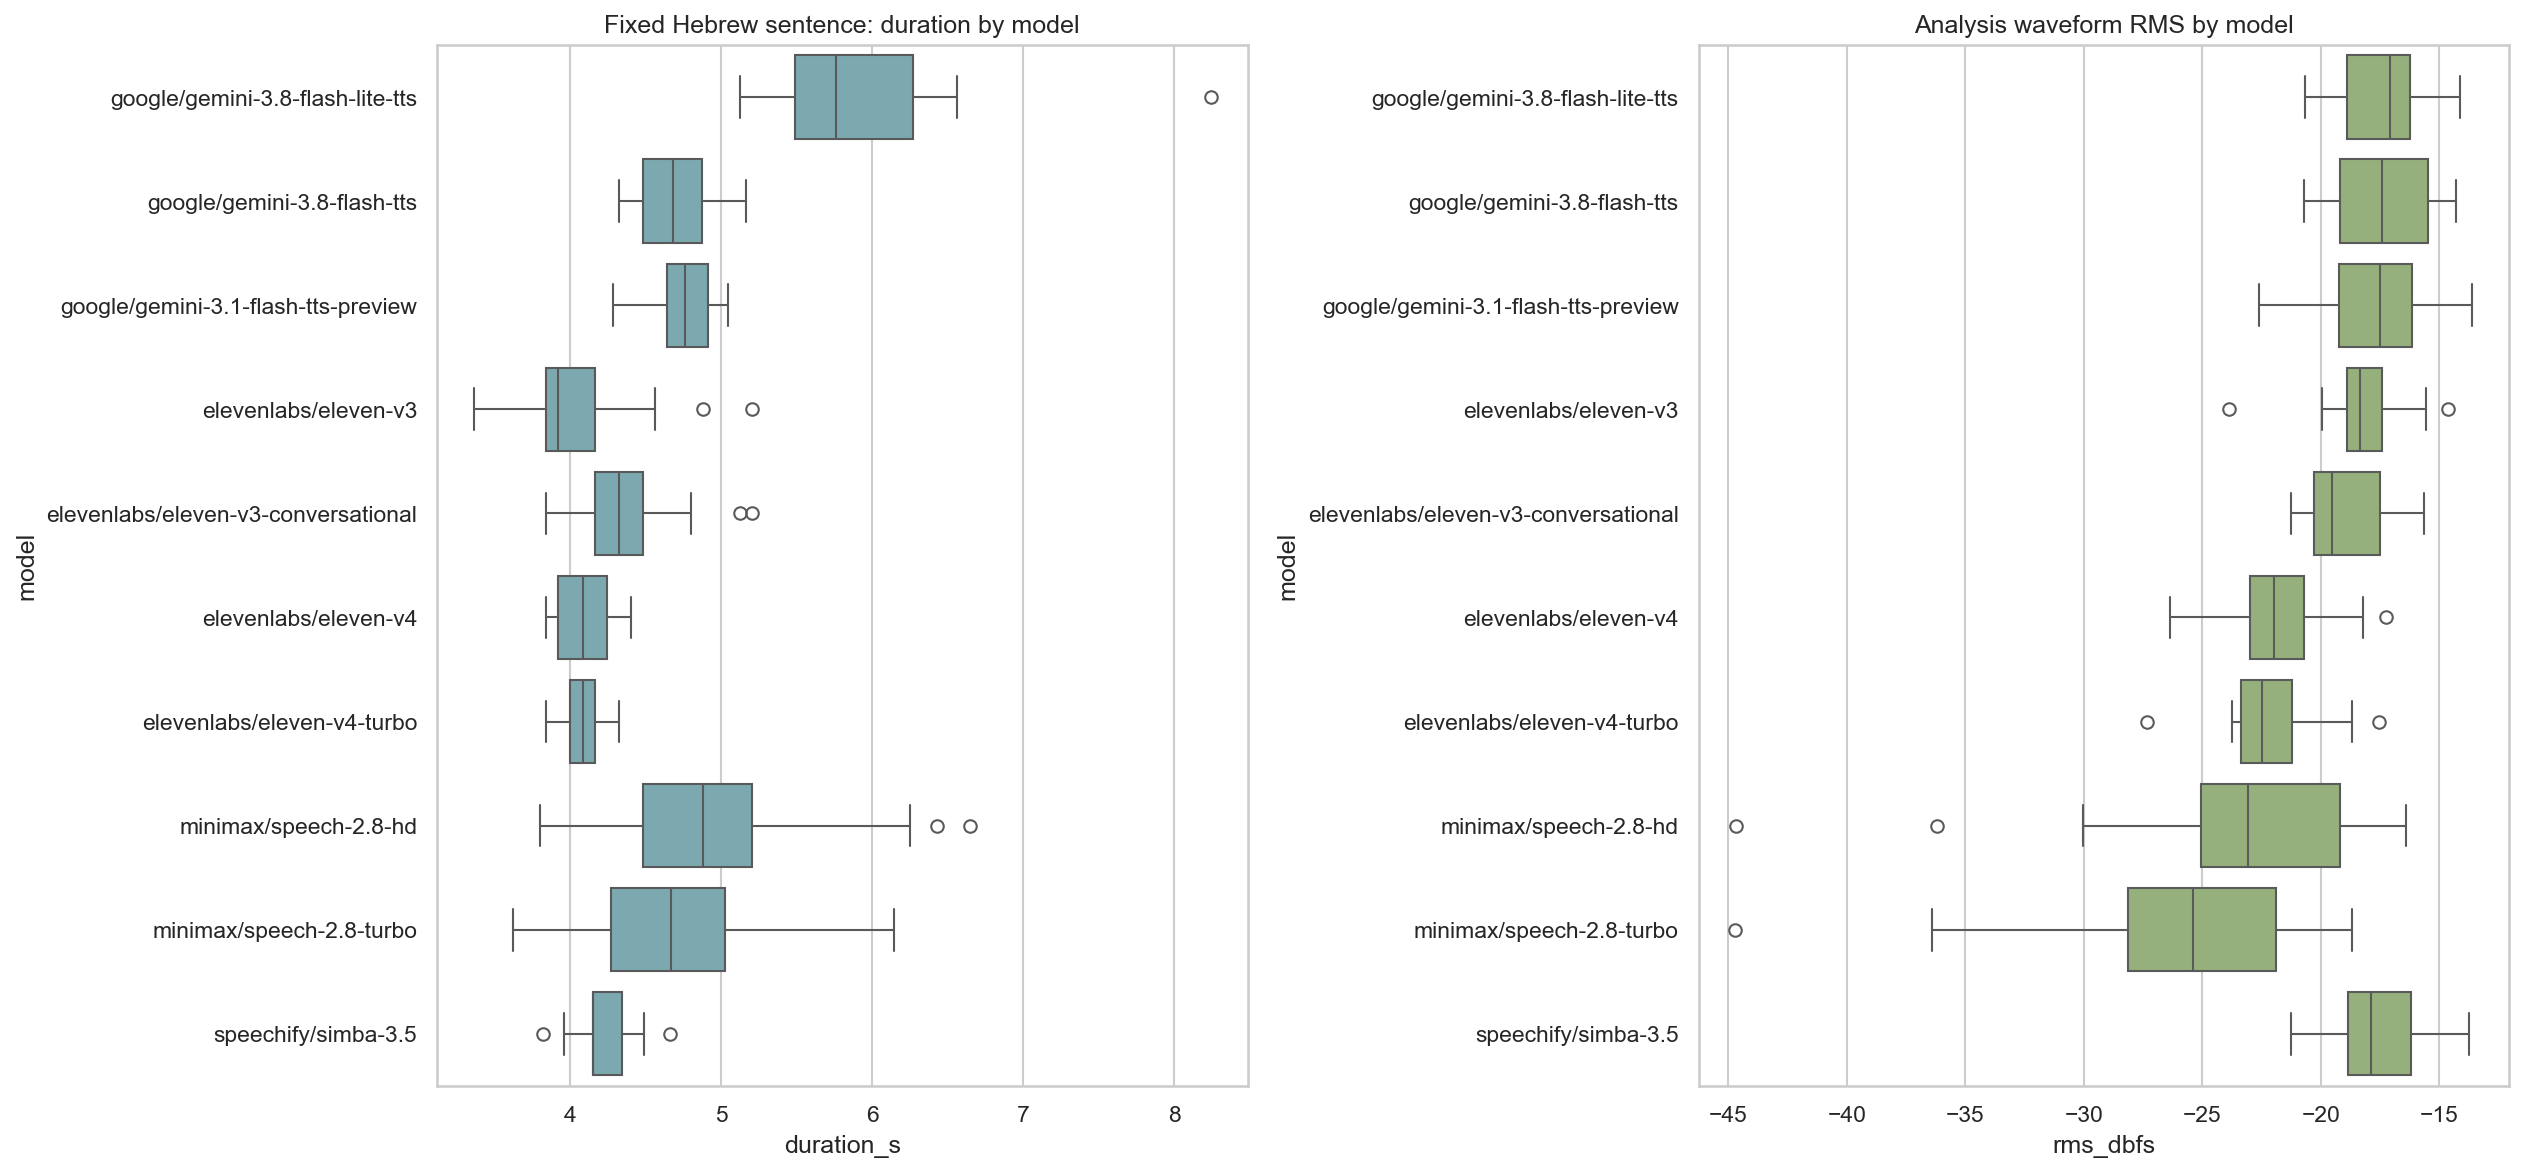 Fixed Hebrew sentence: duration by model
model
google/gemini-3.8-flash-lite-tts
google/gemini-3.8-flash-tts
google/gemini-3.1-flash-tts-preview
elevenlabs/eleven-v3
elevenlabs/eleven-v3-conversational
elevenlabs/eleven-v4
elevenlabs/eleven-v4-turbo
minimax/speech-2.8-hd
minimax/speech-2.8-turbo
speechify/simba-3.5
4 5 6 7 8
duration_s
Analysis waveform RMS by model
model
google/gemini-3.8-flash-lite-tts
google/gemini-3.8-flash-tts
google/gemini-3.1-flash-tts-preview
elevenlabs/eleven-v3
elevenlabs/eleven-v3-conversational
elevenlabs/eleven-v4
elevenlabs/eleven-v4-turbo
minimax/speech-2.8-hd
minimax/speech-2.8-turbo
speechify/simba-3.5
−45 −40 −35 −30 −25 −20 −15
rms_dbfs